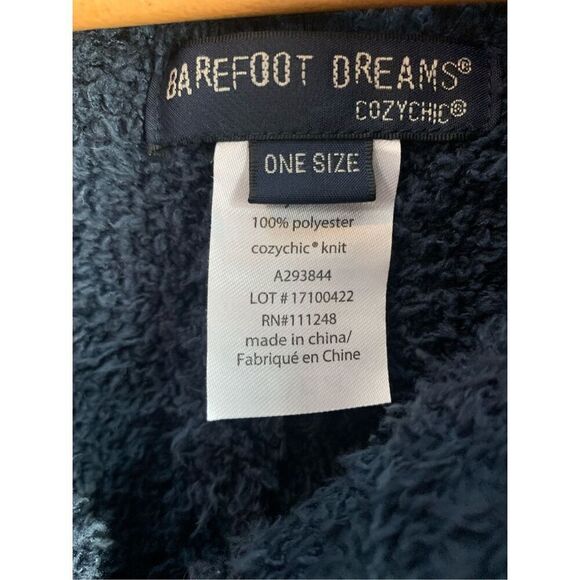 BAREFOOT DREAMS®
COZYCHIC®
ONE SIZE
100% polyester
cozychic® knit
A293844
LOT # 17100422
RN#111248
made in china/
Fabriqué en Chine